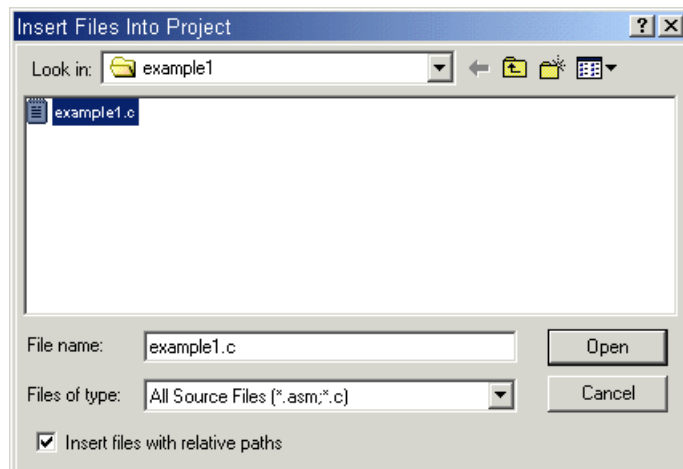 Insert Files Into Project
Look in: example1
example1.c
File name: example1.c Open
Files of type: All Source Files (*.asm;*.c) Cancel
Insert files with relative paths